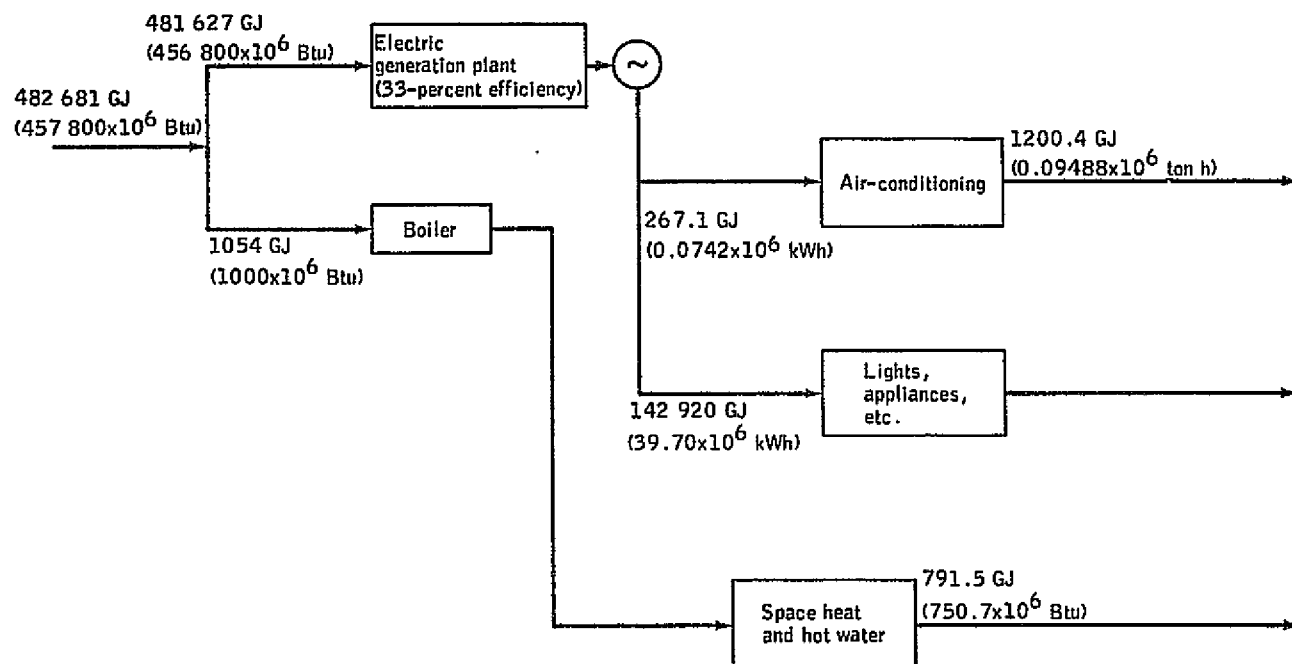 481 627 GJ
(456 800x10⁶ Btu)
Electric
generation plant
(33-percent efficiency)
~
482 681 GJ
(457 800x10⁶ Btu)
1054 GJ
(1000x10⁶ Btu)
Boiler
1200.4 GJ
(0.09488x10⁶ ton h)
Air-conditioning
267.1 GJ
(0.0742x10⁶ kWh)
Lights,
appliances,
etc.
142 920 GJ
(39.70x10⁶ kWh)
791.5 GJ
(750.7x10⁶ Btu)
Space heat
and hot water